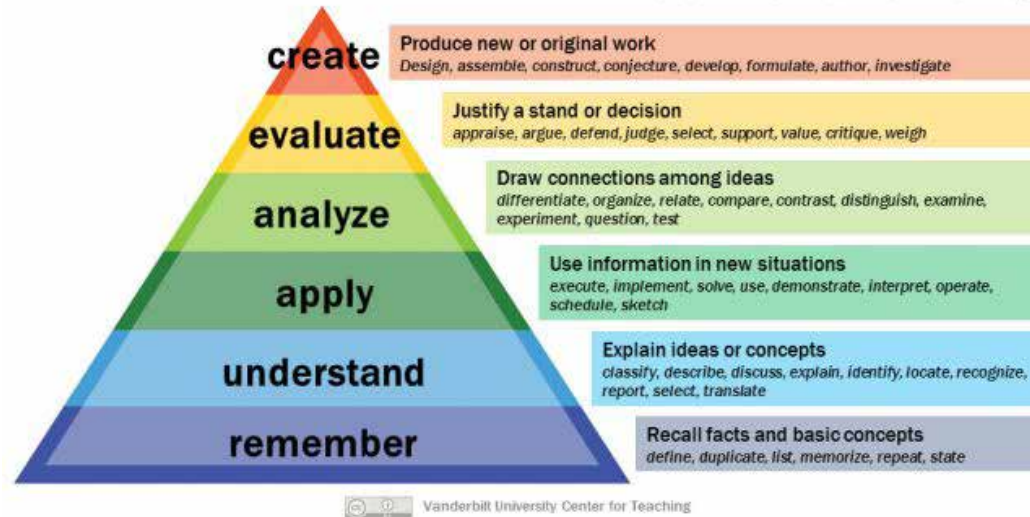 create
Produce new or original work
Design, assemble, construct, conjecture, develop, formulate, author, investigate
evaluate
Justify a stand or decision
appraise, argue, defend, judge, select, support, value, critique, weigh
analyze
Draw connections among ideas
differentiate, organize, relate, compare, contrast, distinguish, examine,
experiment, question, test
apply
Use information in new situations
execute, implement, solve, use, demonstrate, interpret, operate,
schedule, sketch
understand
Explain ideas or concepts
classify, describe, discuss, explain, identify, locate, recognize,
report, select, translate
remember
Recall facts and basic concepts
define, duplicate, list, memorize, repeat, state
cc
Vanderbilt University Center for Teaching